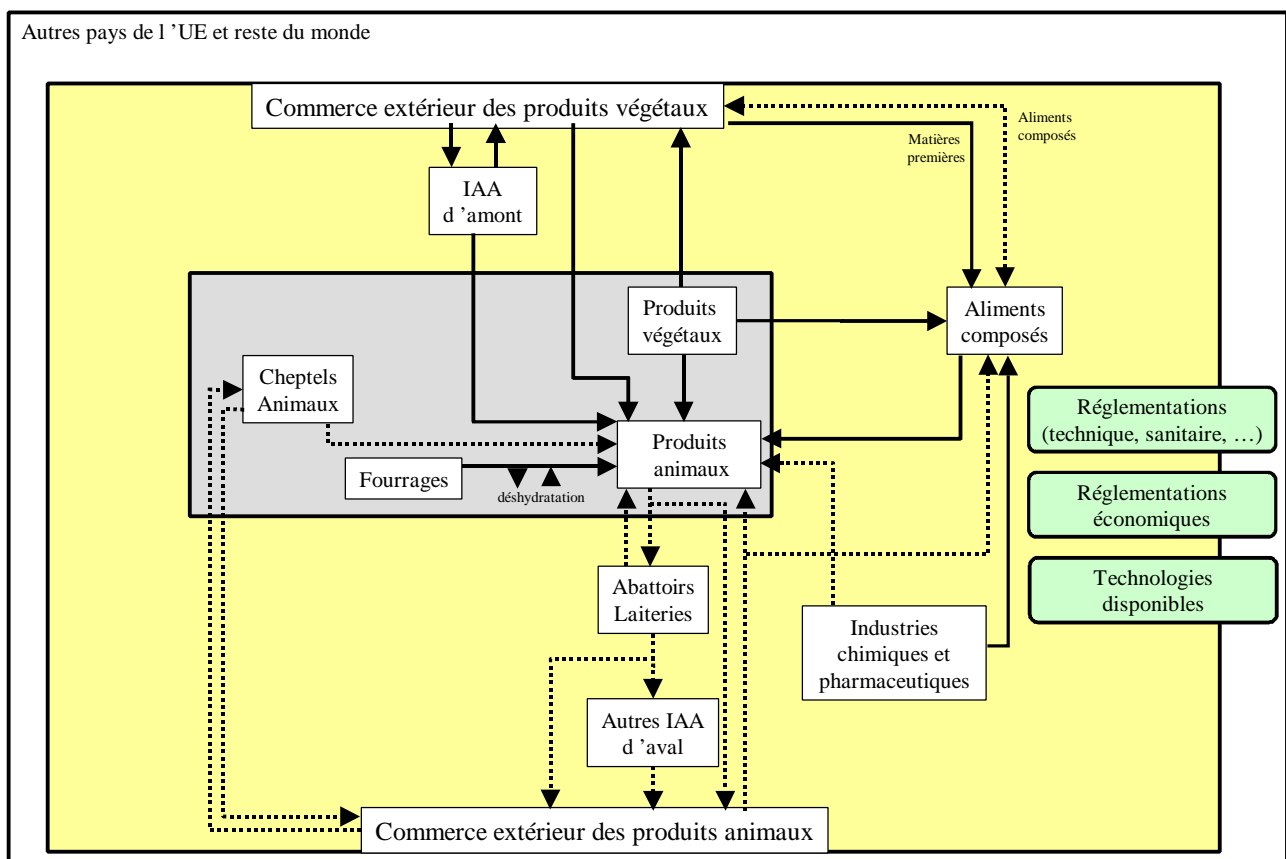 Autres pays de l ’UE et reste du monde
Commerce extérieur des produits végétaux
Aliments
composés
Matières
premières
IAA
d ’amont
Produits
végétaux
Aliments
composés
Cheptels
Animaux
Réglementations
(technique, sanitaire, …)
Produits
animaux
Fourrages
déshydratation
Réglementations
économiques
Abattoirs
Laiteries
Technologies
disponibles
Industries
chimiques et
pharmaceutiques
Autres IAA
d ’aval
Commerce extérieur des produits animaux